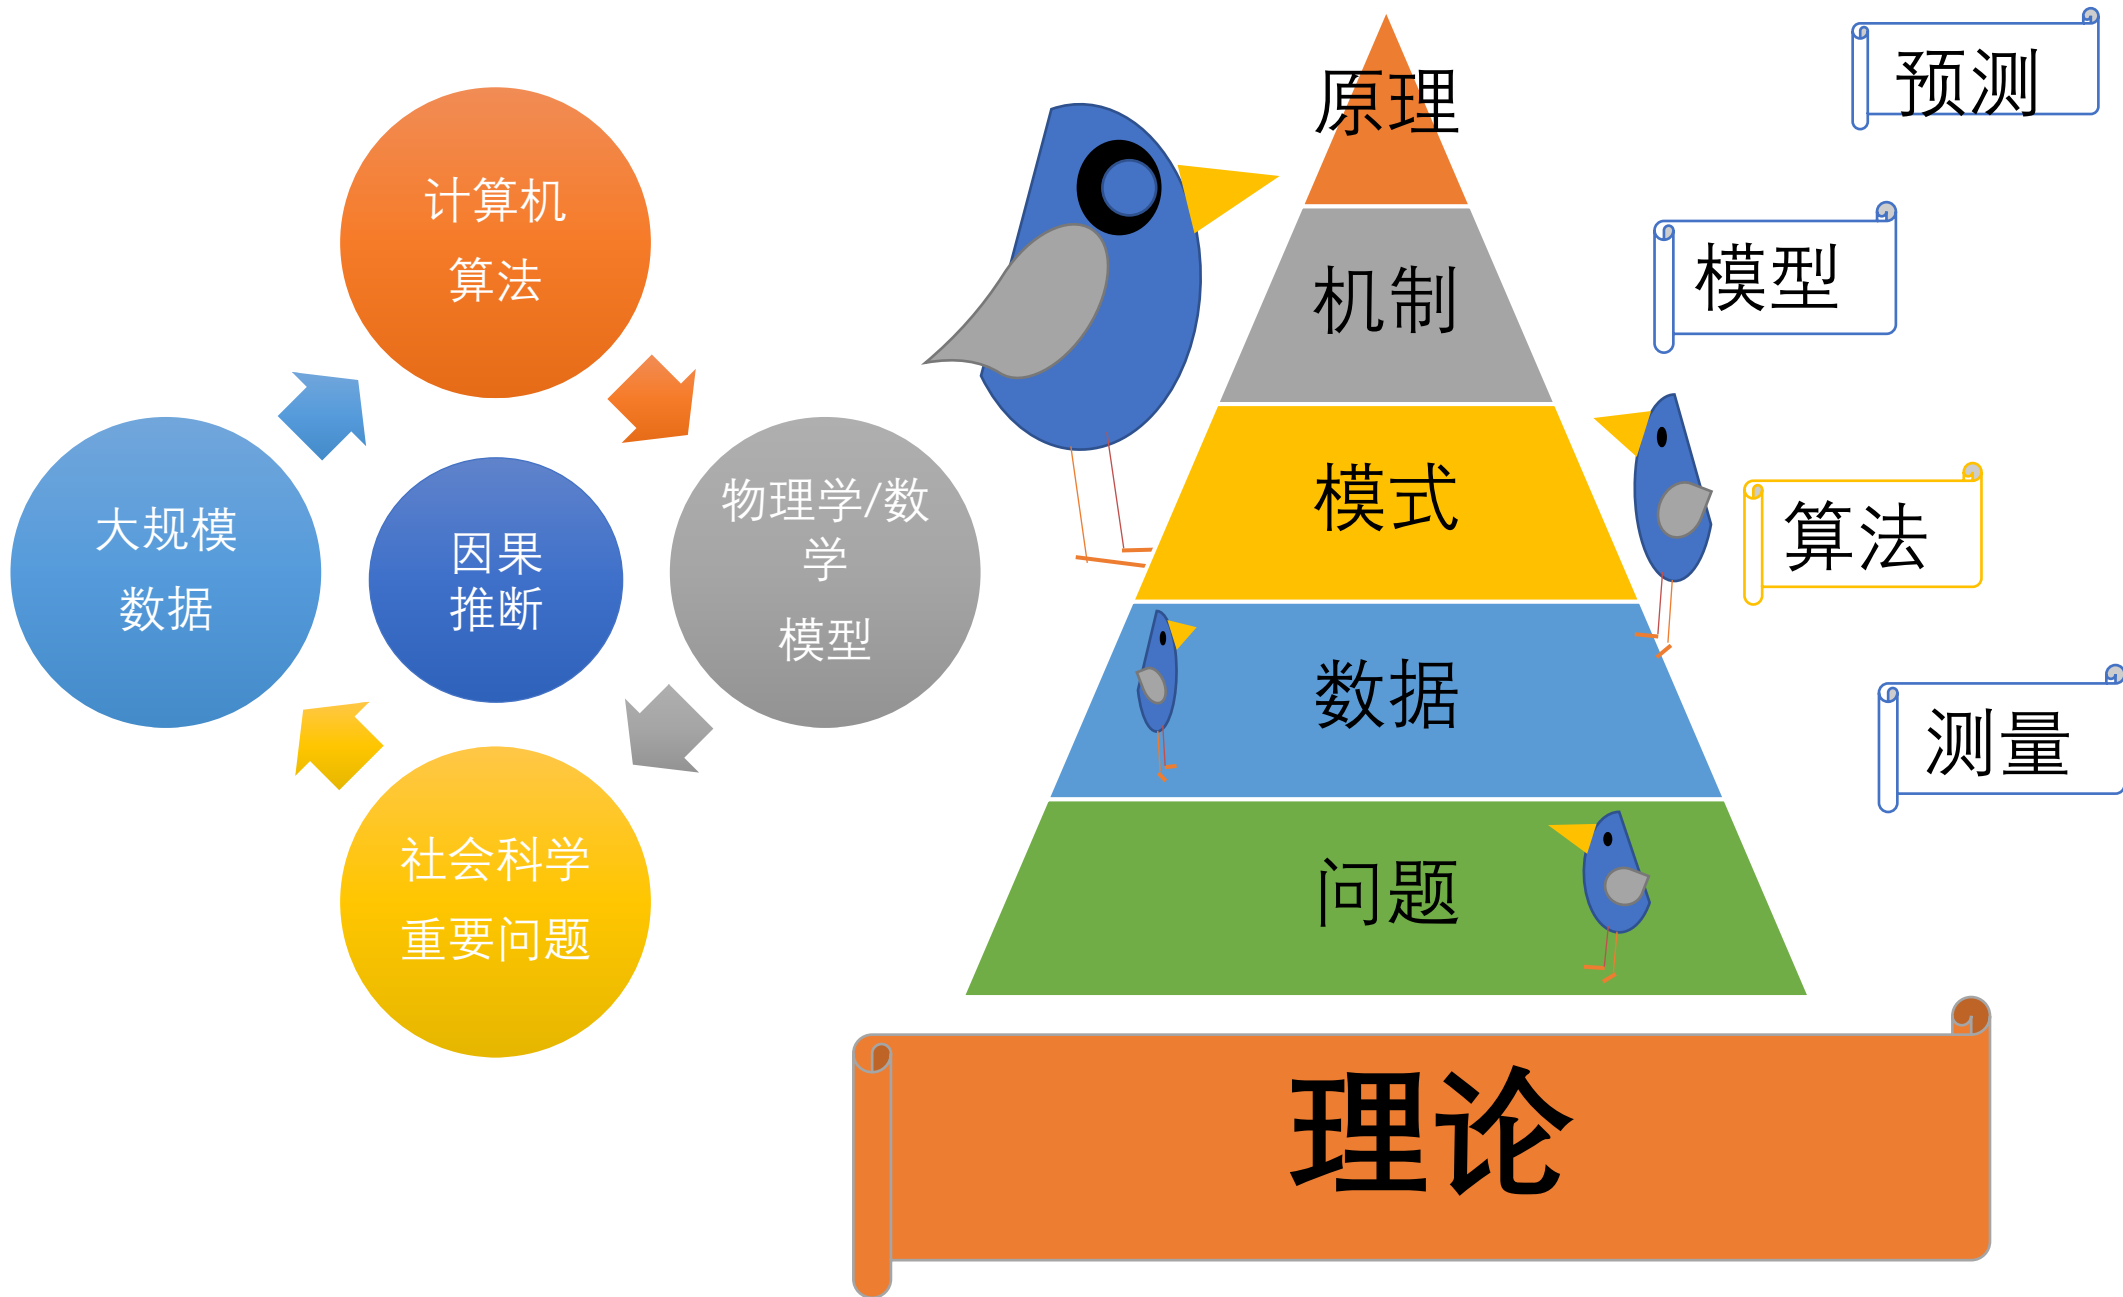 计算机
算法
大规模
数据
因果
推断
物理学/数
学
模型
社会科学
重要问题
原理
机制
模式
数据
问题
预测
模型
算法
测量
理论